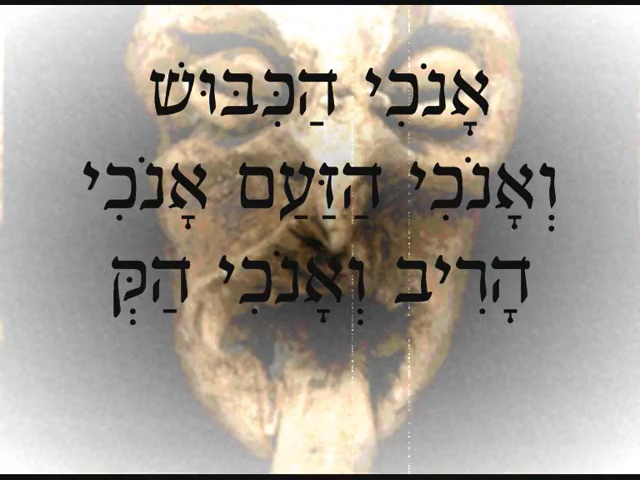 אָנֹכִי הַכִּבּוּשׁ
וְאָנֹכִי הַזַּעַם אָנֹכִי
הָרִיב וְאָנֹכִי הַקְּ